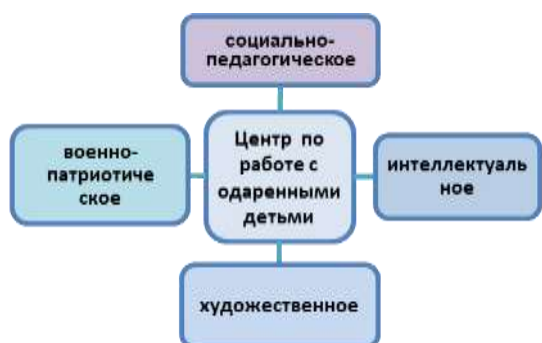 социально-
педагогическое
военно-
патриотиче
ское
Центр по
работе с
одаренными
детьми
интеллектуаль
ное
художественное